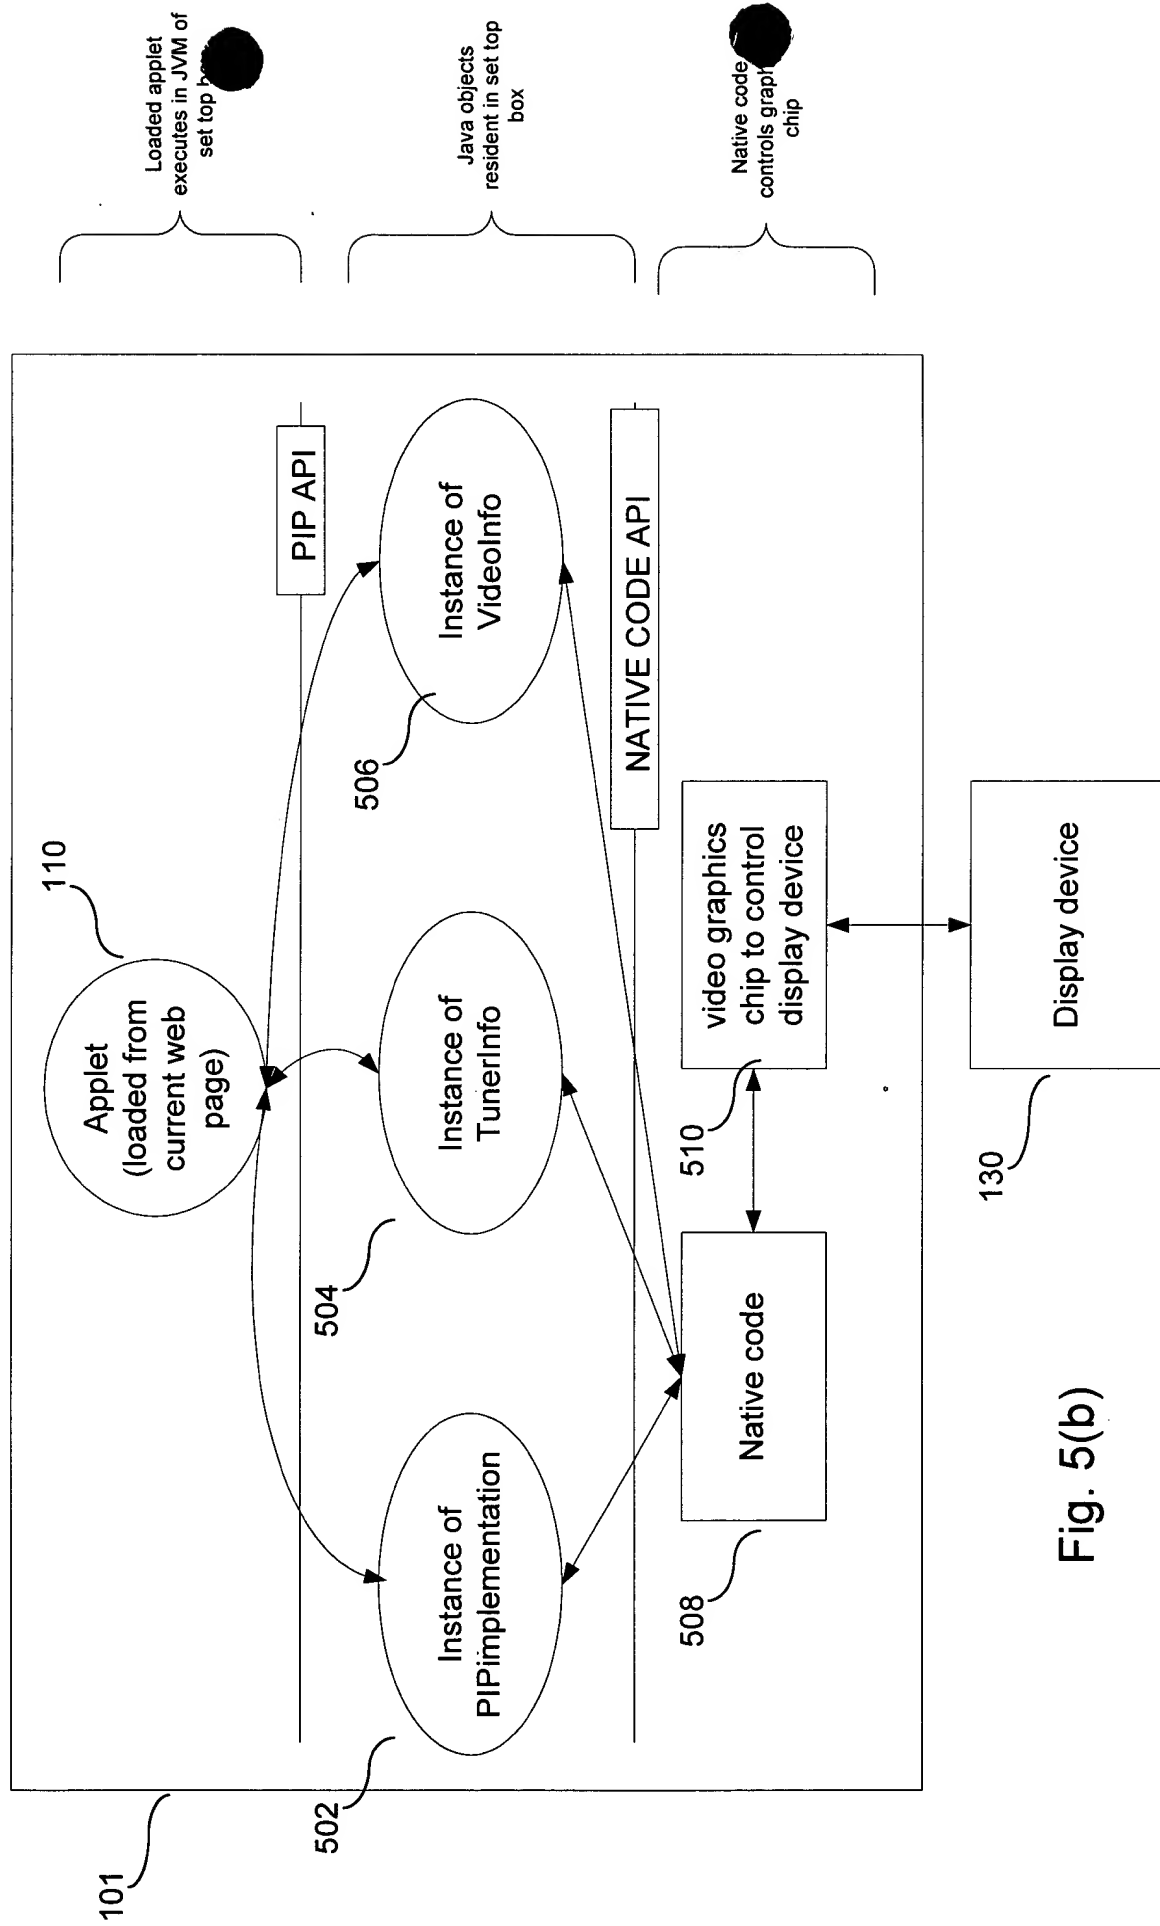 101
110
Applet
(loaded from
current web
page)
PIP API
Loaded applet
executes in JVM of
set top
502
Instance of
PIPimplementation
504
Instance of
TunerInfo
506
Instance of
VideoInfo
Java objects
resident in set top
box
NATIVE CODE API
508
Native code
510
video graphics
chip to control
display device
Native code
controls
chip
130
Display device
Fig. 5(b)